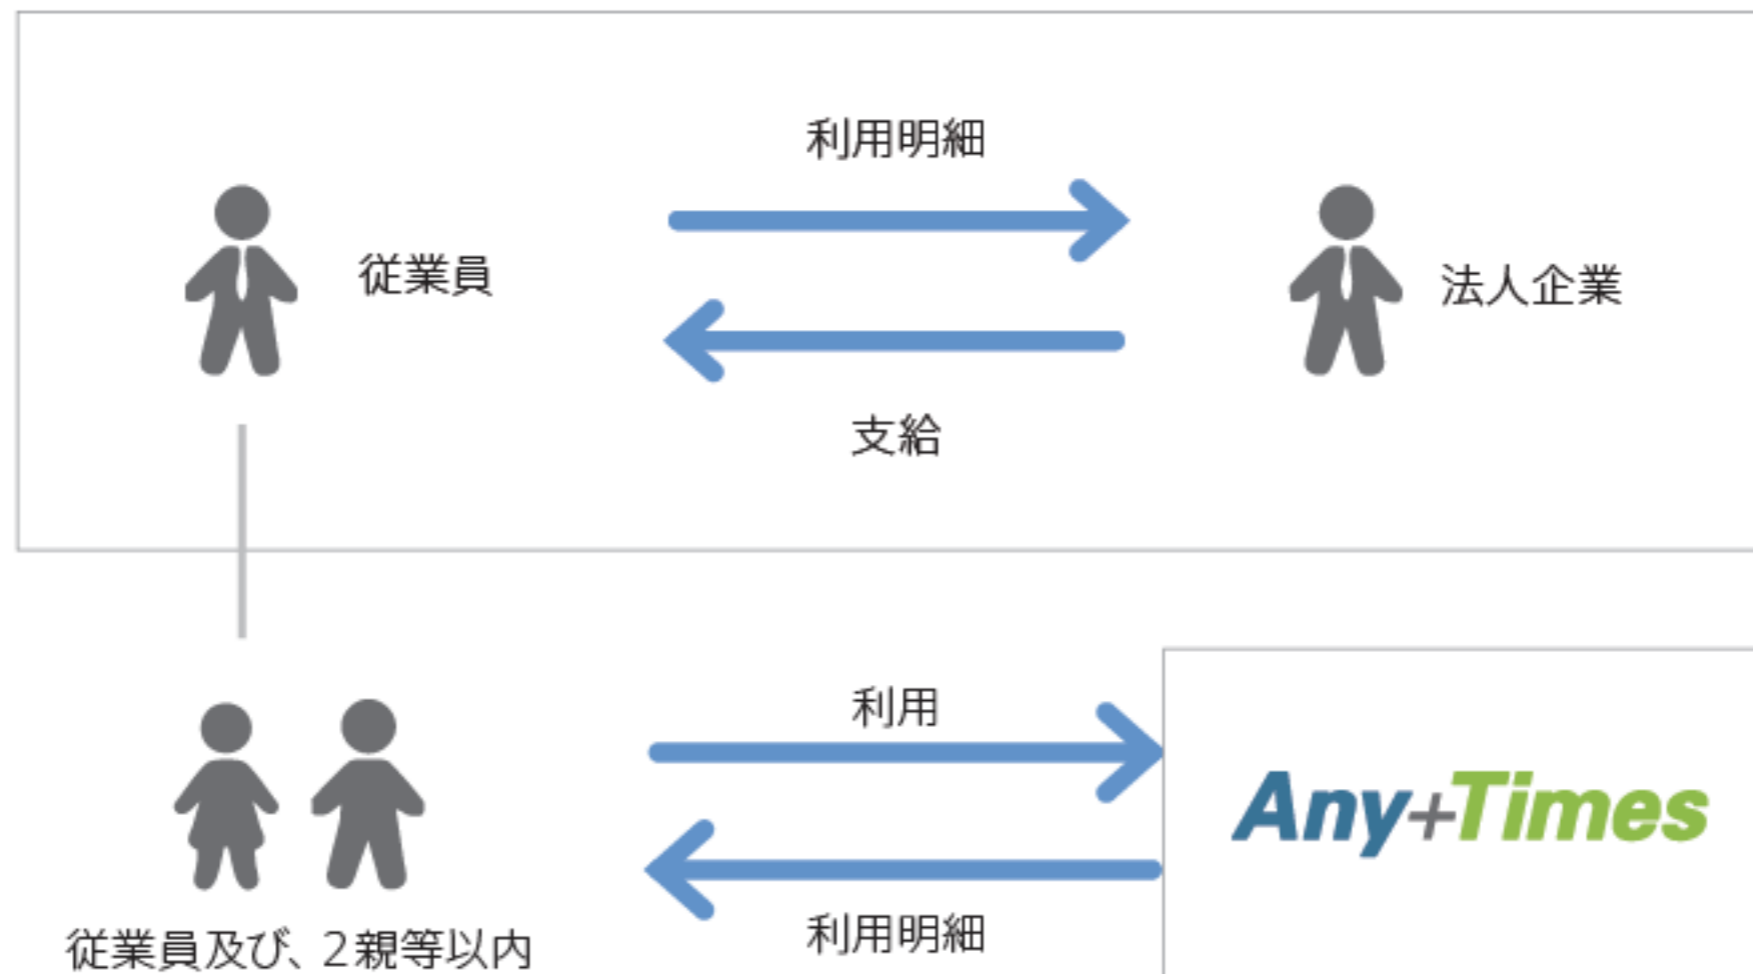 利用明細
従業員
法人企業
支給
利用
Any+Times
利用明細
従業員及び、2親等以内